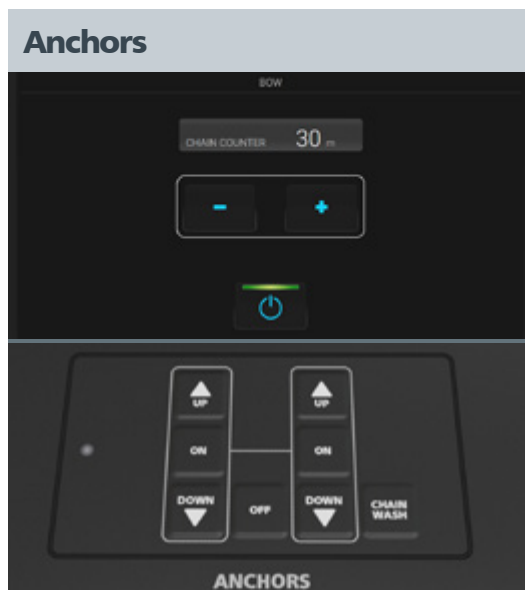 Anchors
BOW
CHAIN COUNTER 30 m
- +
UP UP
ON ON
DOWN OFF DOWN CHAIN WASH
ANCHORS